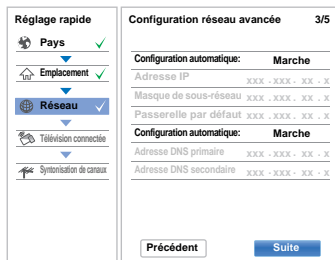 Réglage rapide
Pays
Emplacement
Réseau
Télévision connectée
Syntonisation de canaux
Configuration réseau avancée 3/5
Configuration automatique: Marche
Adresse IP xxx . xxx . xx . x
Masque de sous-réseau xxx . xxx . xx . x
Passerelle par défaut xxx . xxx . xx . x
Configuration automatique: Marche
Adresse DNS primaire xxx . xxx . xx . x
Adresse DNS secondaire xxx . xxx . xx . x
Précédent Suite